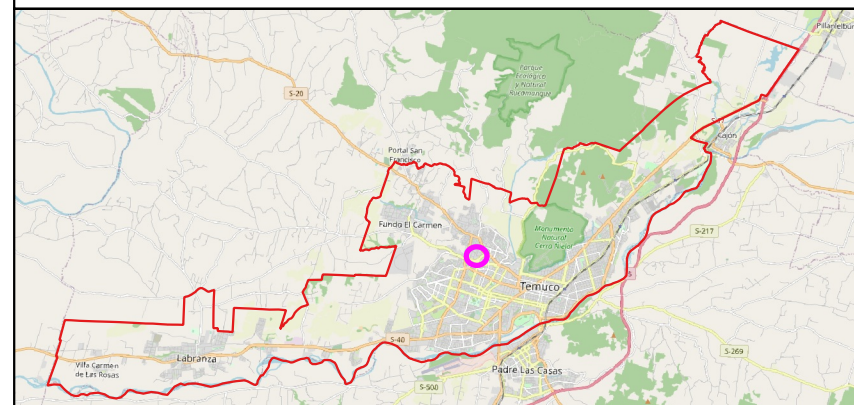 Pillanlelbún
Parque
Ecológico
y Natural
Rucamanque
S-20
Cajón
Portal San
Francisco
Fundo El Carmen
Monumento
Natural
Cerro Ñielol
S-217
Temuco
S-40
Labranza
S-269
Villa Carmen
de Las Rosas
Padre Las Casas
S-500